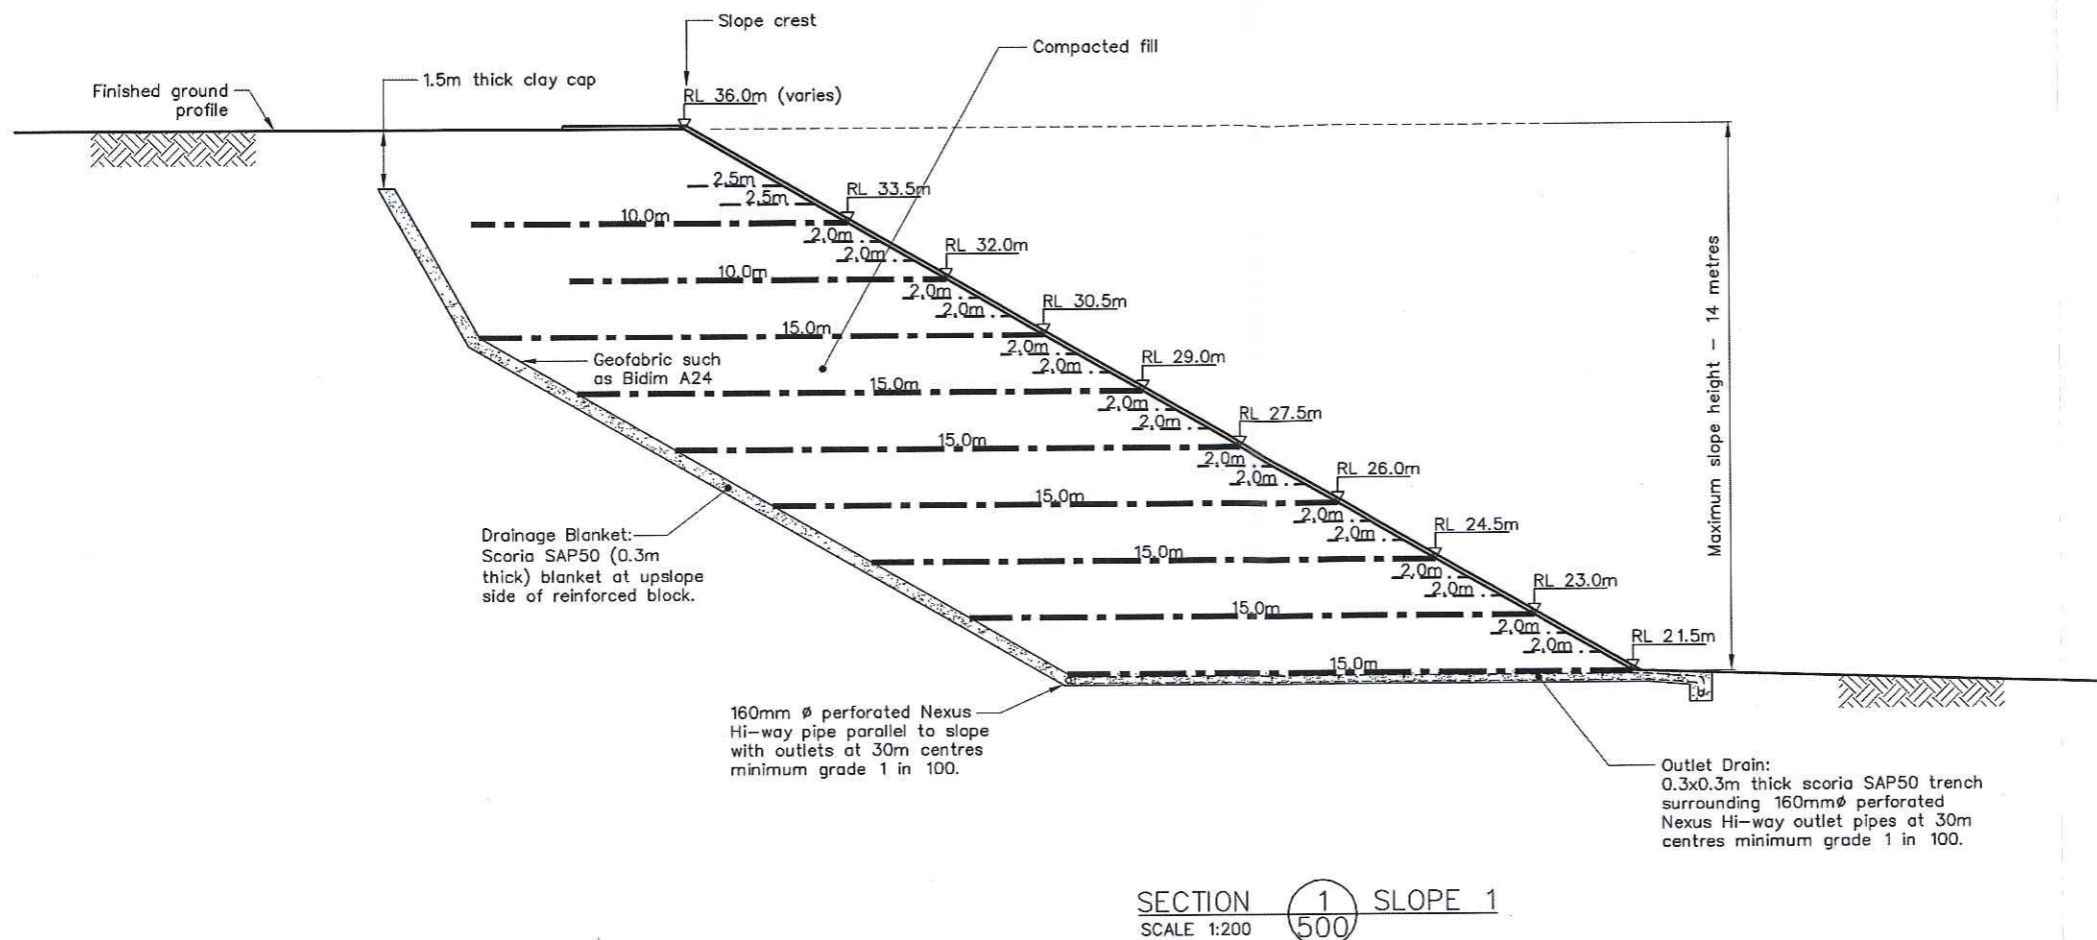 Slope crest
Compacted fill
1.5m thick clay cap
Finished ground
profile
RL 36.0m (varies)
2.5m
RL 33.5m
2.5m
10.0m
2.0m
RL 32.0m
2.0m
10.0m
2.0m
RL 30.5m
2.0m
15.0m
2.0m
RL 29.0m
2.0m
Geofabric such
as Bidim A24
15.0m
2.0m
RL 27.5m
2.0m
15.0m
2.0m
RL 26.0m
2.0m
15.0m
2.0m
RL 24.5m
2.0m
15.0m
2.0m
RL 23.0m
2.0m
15.0m
2.0m
RL 21.5m
2.0m
15.0m
Maximum slope height – 14 metres
Drainage Blanket:
Scoria SAP50 (0.3m
thick) blanket at upslope
side of reinforced block.
160mm ø perforated Nexus
Hi–way pipe parallel to slope
with outlets at 30m centres
minimum grade 1 in 100.
Outlet Drain:
0.3x0.3m thick scoria SAP50 trench
surrounding 160mmø perforated
Nexus Hi–way outlet pipes at 30m
centres minimum grade 1 in 100.
SECTION 1 SLOPE 1
SCALE 1:200 500